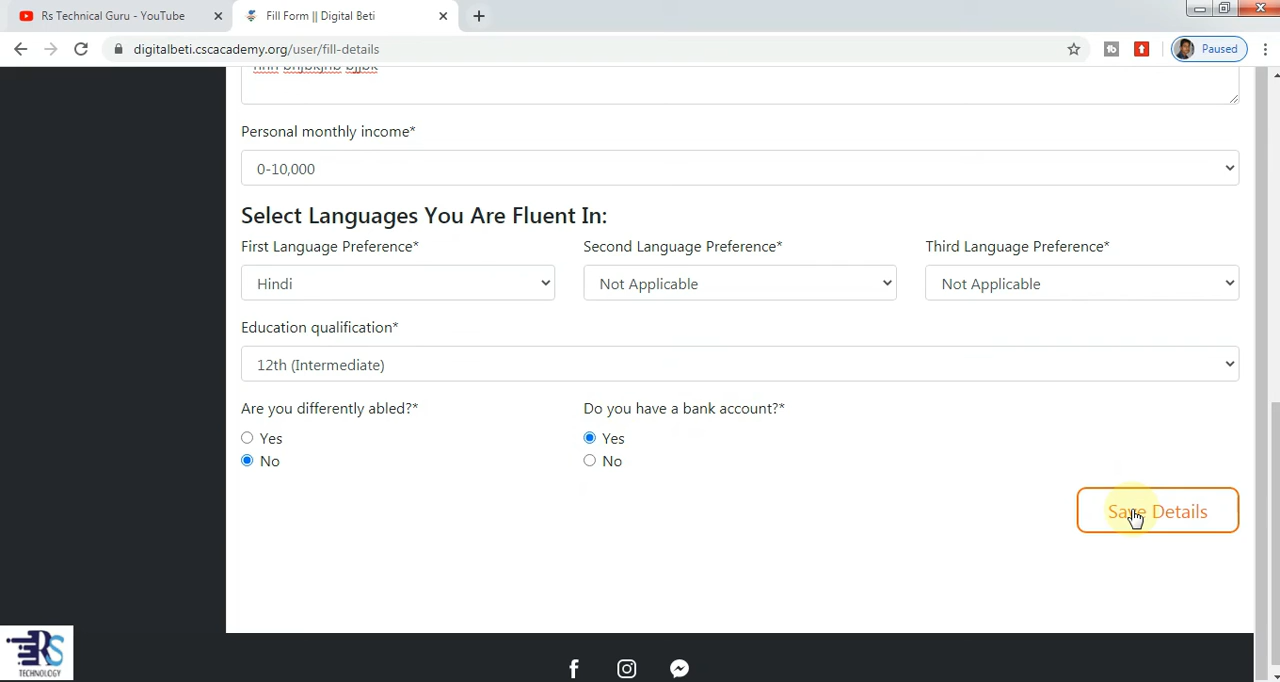 Rs Technical Guru - YouTube
Fill Form || Digital Beti
digitalbeti.cscacademy.org/user/fill-details
Paused
Personal monthly income*
0-10,000
Select Languages You Are Fluent In:
First Language Preference* Second Language Preference* Third Language Preference*
Hindi Not Applicable Not Applicable
Education qualification*
12th (Intermediate)
Are you differently abled?* Do you have a bank account?*
Yes Yes
No No
Save Details
RS
TECHNOLOGY